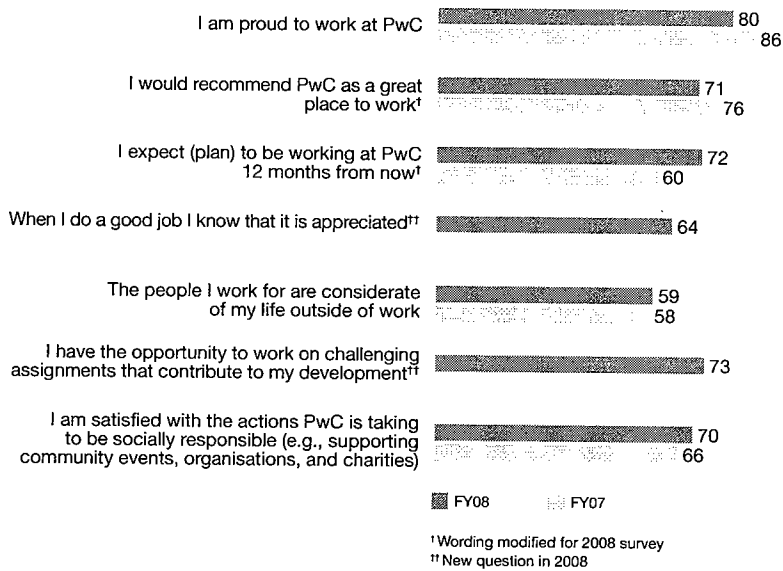 I am proud to work at PwC
80
86
I would recommend PwC as a great
place to work†
71
76
I expect (plan) to be working at PwC
12 months from now†
72
60
When I do a good job I know that it is appreciated††
64
The people I work for are considerate
of my life outside of work
59
58
I have the opportunity to work on challenging
assignments that contribute to my development††
73
I am satisfied with the actions PwC is taking
to be socially responsible (e.g., supporting
community events, organisations, and charities)
70
66
FY08 FY07
† Wording modified for 2008 survey
†† New question in 2008